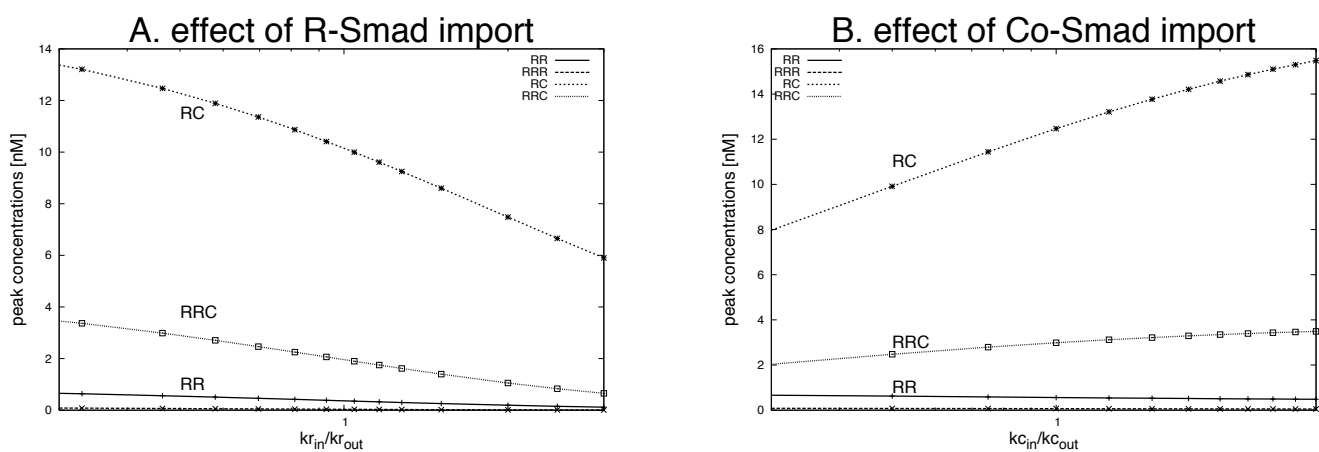 A. effect of R-Smad import
14
12
10
8
6
4
2
0
peak concentrations [nM]
RR
RRR
RC
RRC
RC
RRC
RR
1
kr_in/kr_out
B. effect of Co-Smad import
16
14
12
10
8
6
4
2
0
peak concentrations [nM]
RR
RRR
RC
RRC
RC
RRC
RR
1
kc_in/kc_out